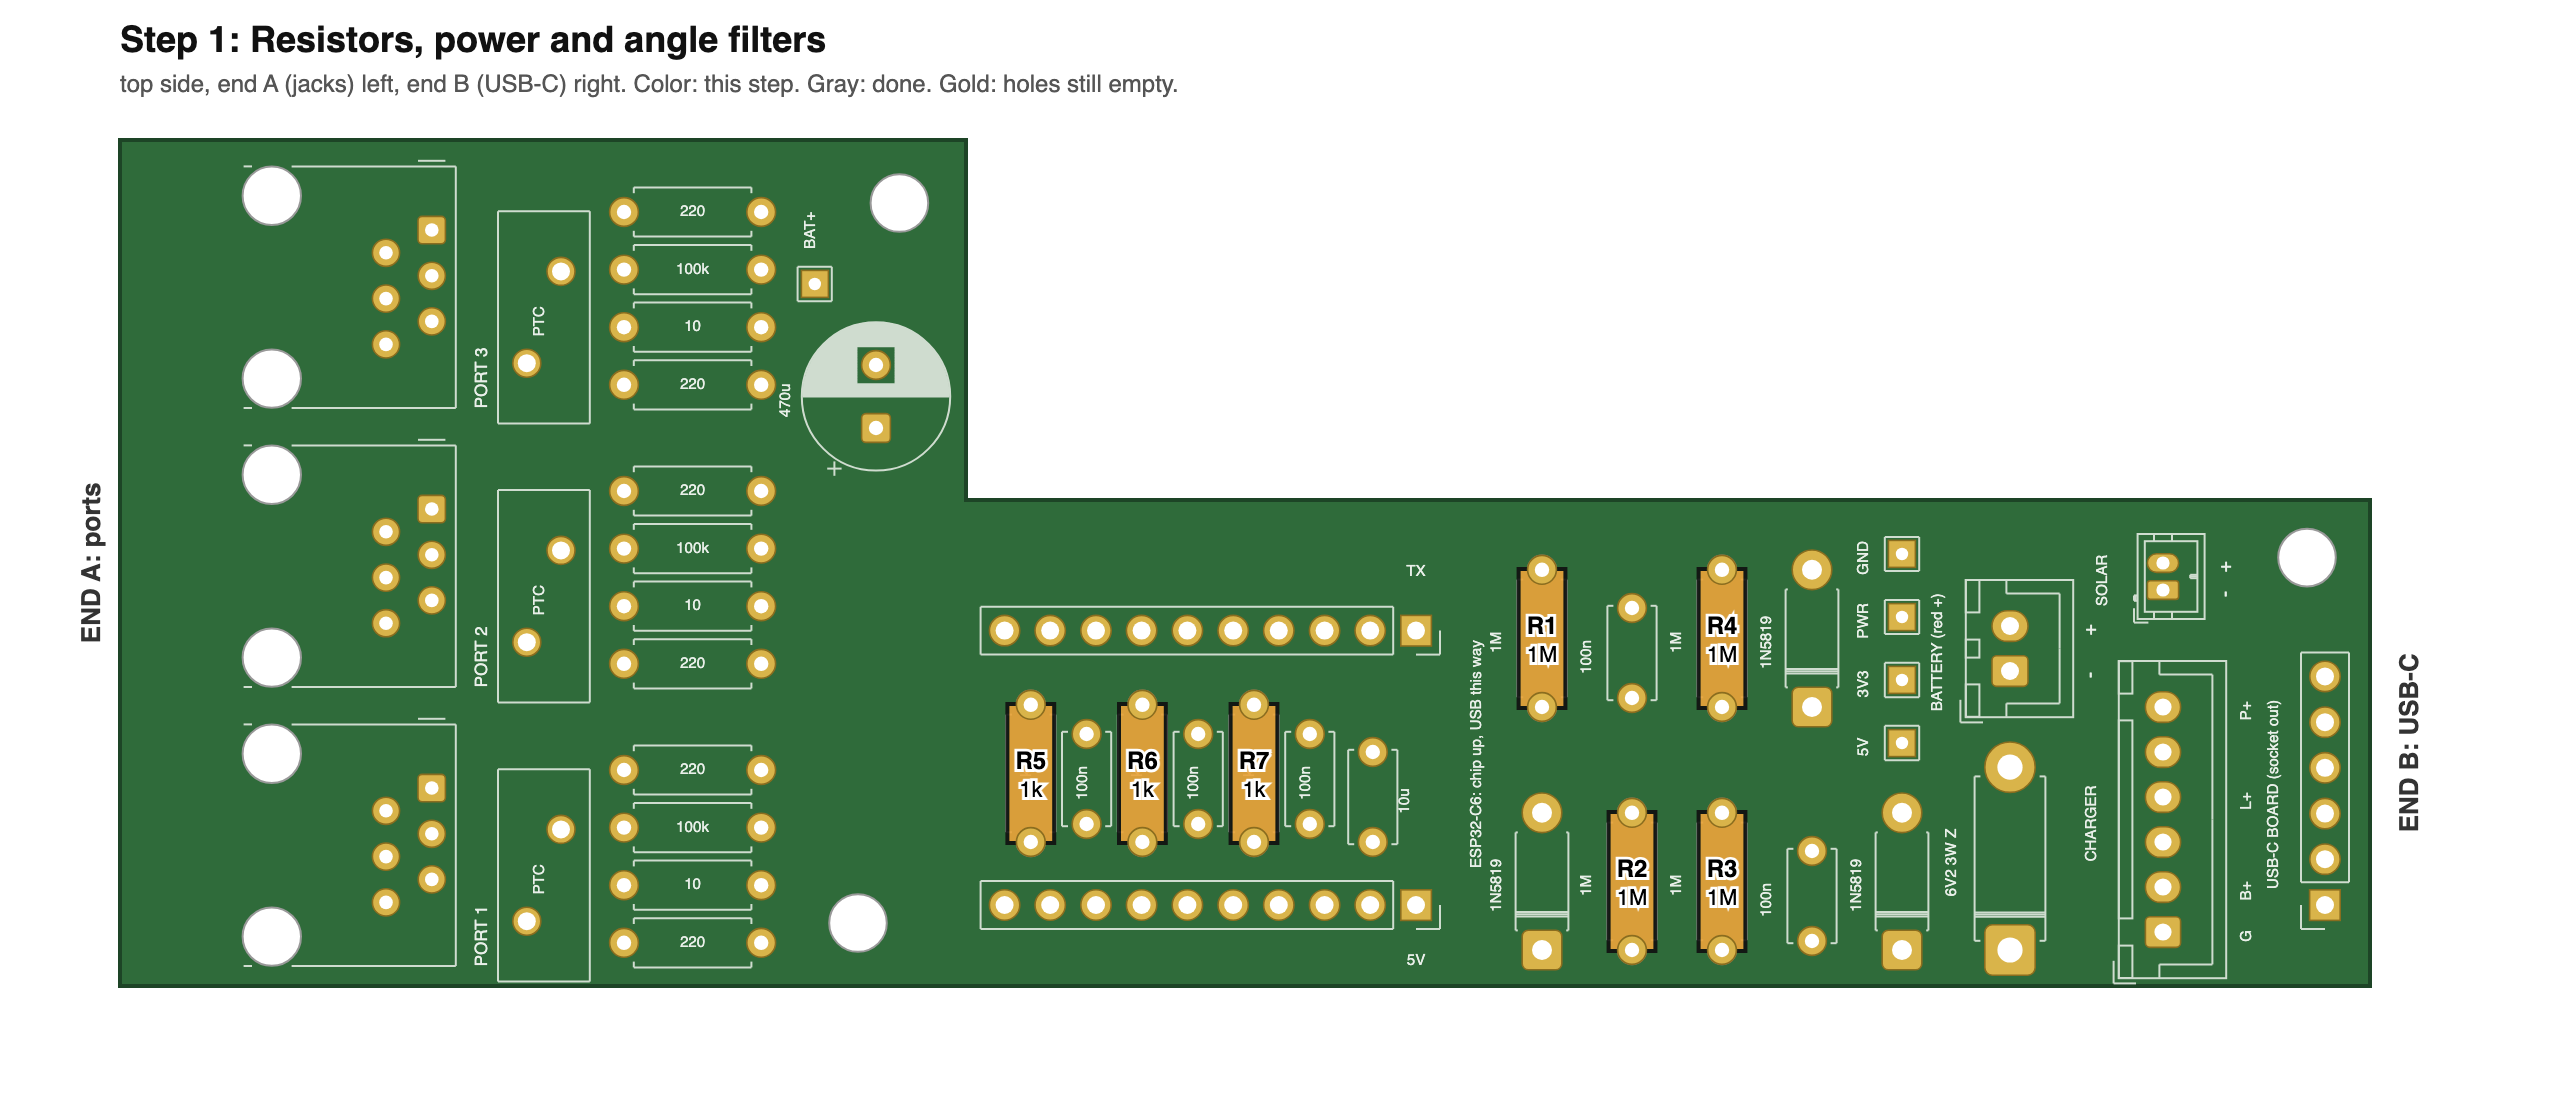 Step 1: Resistors, power and angle filters
top side, end A (jacks) left, end B (USB-C) right. Color: this step. Gray: done. Gold: holes still empty.
END A: ports
PORT 3
PTC
220
100k
10
220
BAT+
470u
+
PORT 2
PTC
220
100k
10
220
PORT 1
PTC
220
100k
10
220
TX
R5
1k
100n
R6
1k
100n
R7
1k
100n
10u
5V
ESP32-C6: chip up, USB this way
1M
R1
1M
100n
1M
R4
1M
1N5819
GND
PWR
3V3
5V
BATTERY (red +)
+
-
SOLAR
+
-
1N5819
1M
R2
1M
1M
R3
1M
100n
1N5819
6V2 3W Z
CHARGER
P+
L+
B+
G
USB-C BOARD (socket out)
END B: USB-C